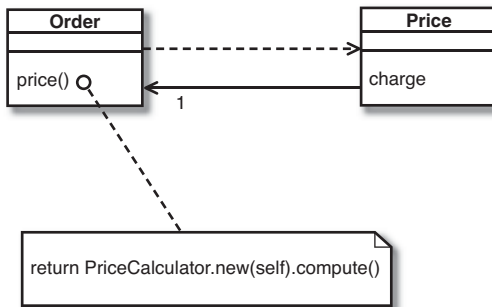 Order
Price
price()
charge
1
return PriceCalculator.new(self).compute()